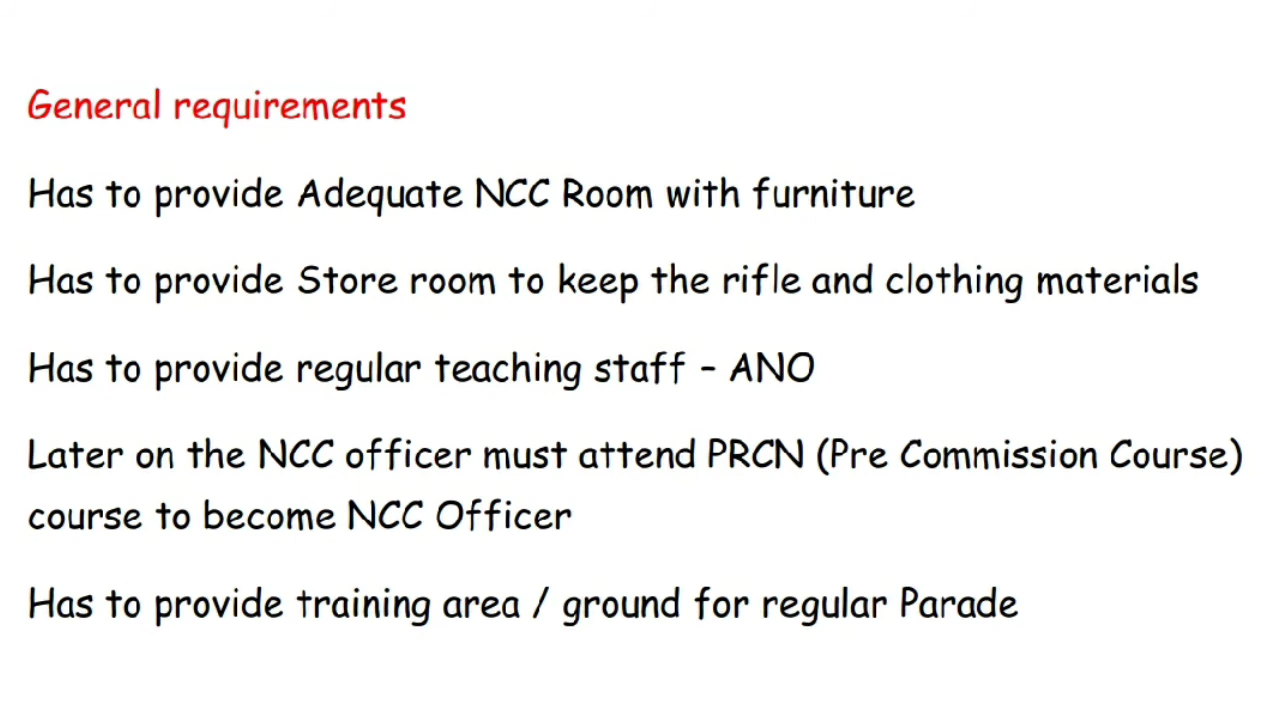 General requirements
Has to provide Adequate NCC Room with furniture
Has to provide Store room to keep the rifle and clothing materials
Has to provide regular teaching staff – ANO
Later on the NCC officer must attend PRCN (Pre Commission Course)
course to become NCC Officer
Has to provide training area / ground for regular Parade